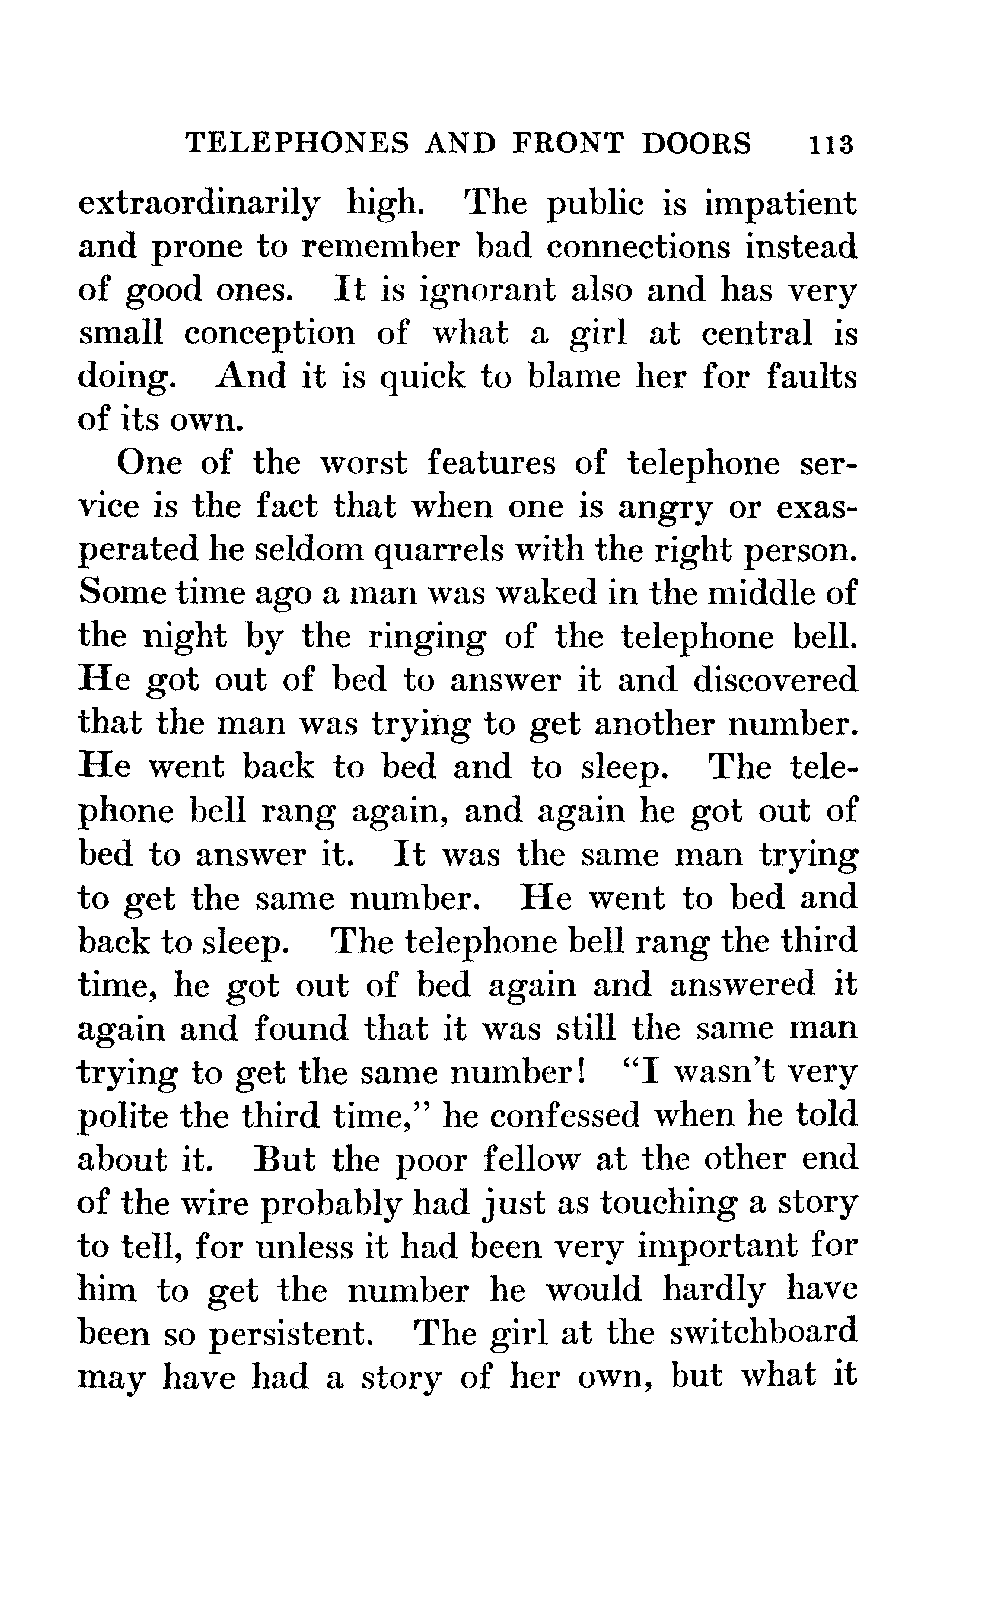 TELEPHONES AND FRONT DOORS 113
extraordinarily high. The public is impatient
and prone to remember bad connections instead
of good ones. It is ignorant also and has very
small conception of what a girl at central is
doing. And it is quick to blame her for faults
of its own.
One of the worst features of telephone ser-
vice is the fact that when one is angry or exas-
perated he seldom quarrels with the right person.
Some time ago a man was waked in the middle of
the night by the ringing of the telephone bell.
He got out of bed to answer it and discovered
that the man was trying to get another number.
He went back to bed and to sleep. The tele-
phone bell rang again, and again he got out of
bed to answer it. It was the same man trying
to get the same number. He went to bed and
back to sleep. The telephone bell rang the third
time, he got out of bed again and answered it
again and found that it was still the same man
trying to get the same number! “I wasn’t very
polite the third time,” he confessed when he told
about it. But the poor fellow at the other end
of the wire probably had just as touching a story
to tell, for unless it had been very important for
him to get the number he would hardly have
been so persistent. The girl at the switchboard
may have had a story of her own, but what it